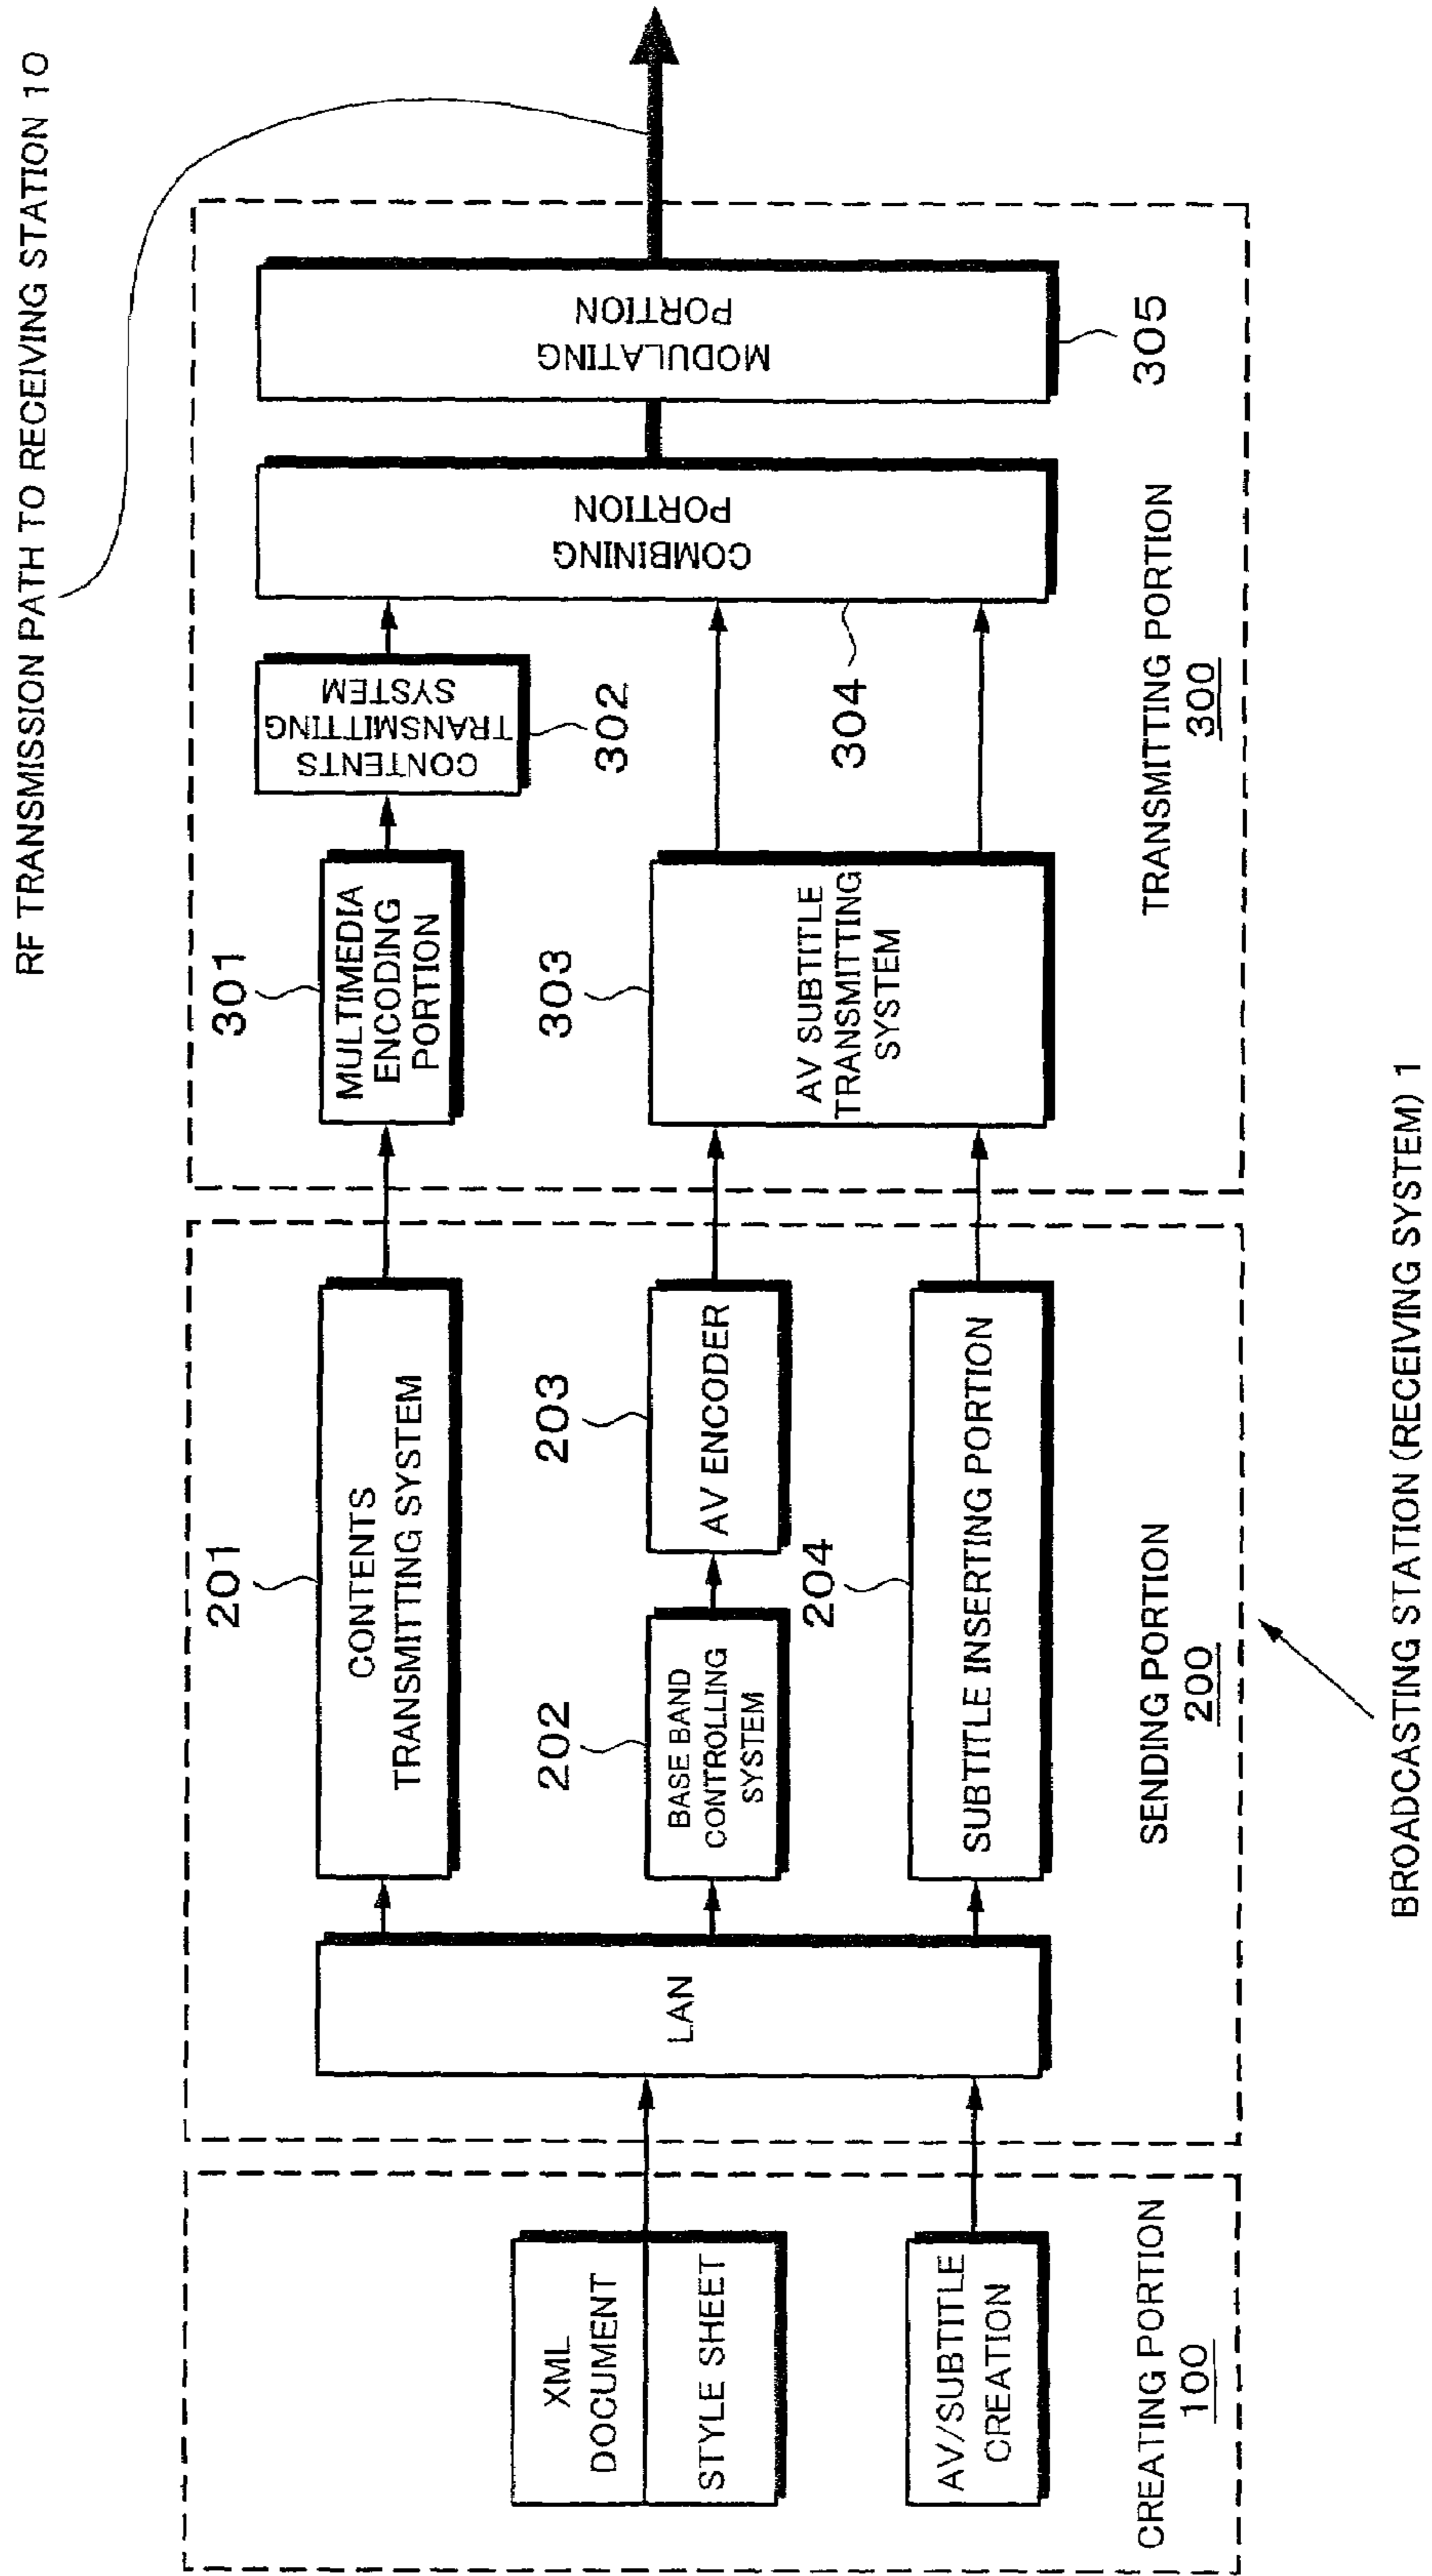 RF TRANSMISSION PATH TO RECEIVING STATION 10
XML
DOCUMENT
STYLE SHEET
AV/SUBTITLE
CREATION
CREATING PORTION
100
LAN
201
CONTENTS
TRANSMITTING SYSTEM
202
BASE BAND
CONTROLLING
SYSTEM
203
AV ENCODER
204
SUBTITLE INSERTING PORTION
SENDING PORTION
200
301
MULTIMEDIA
ENCODING
PORTION
CONTENTS
TRANSMITTING
SYSTEM
302
303
AV SUBTITLE
TRANSMITTING
SYSTEM
COMBINING
PORTION
304
MODULATING
PORTION
305
TRANSMITTING PORTION
300
BROADCASTING STATION (RECEIVING SYSTEM) 1